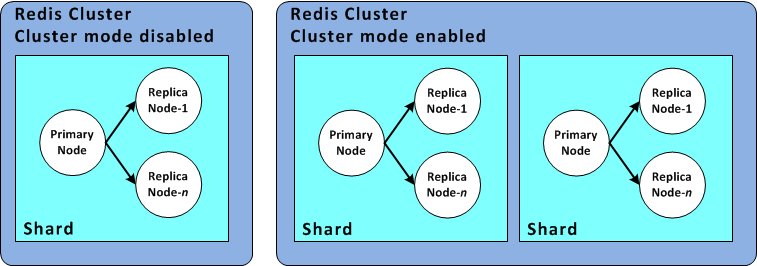 Redis Cluster
Cluster mode disabled
Primary
Node
Replica
Node-1
Replica
Node-n
Shard
Redis Cluster
Cluster mode enabled
Primary
Node
Replica
Node-1
Replica
Node-n
Shard
Primary
Node
Replica
Node-1
Replica
Node-n
Shard